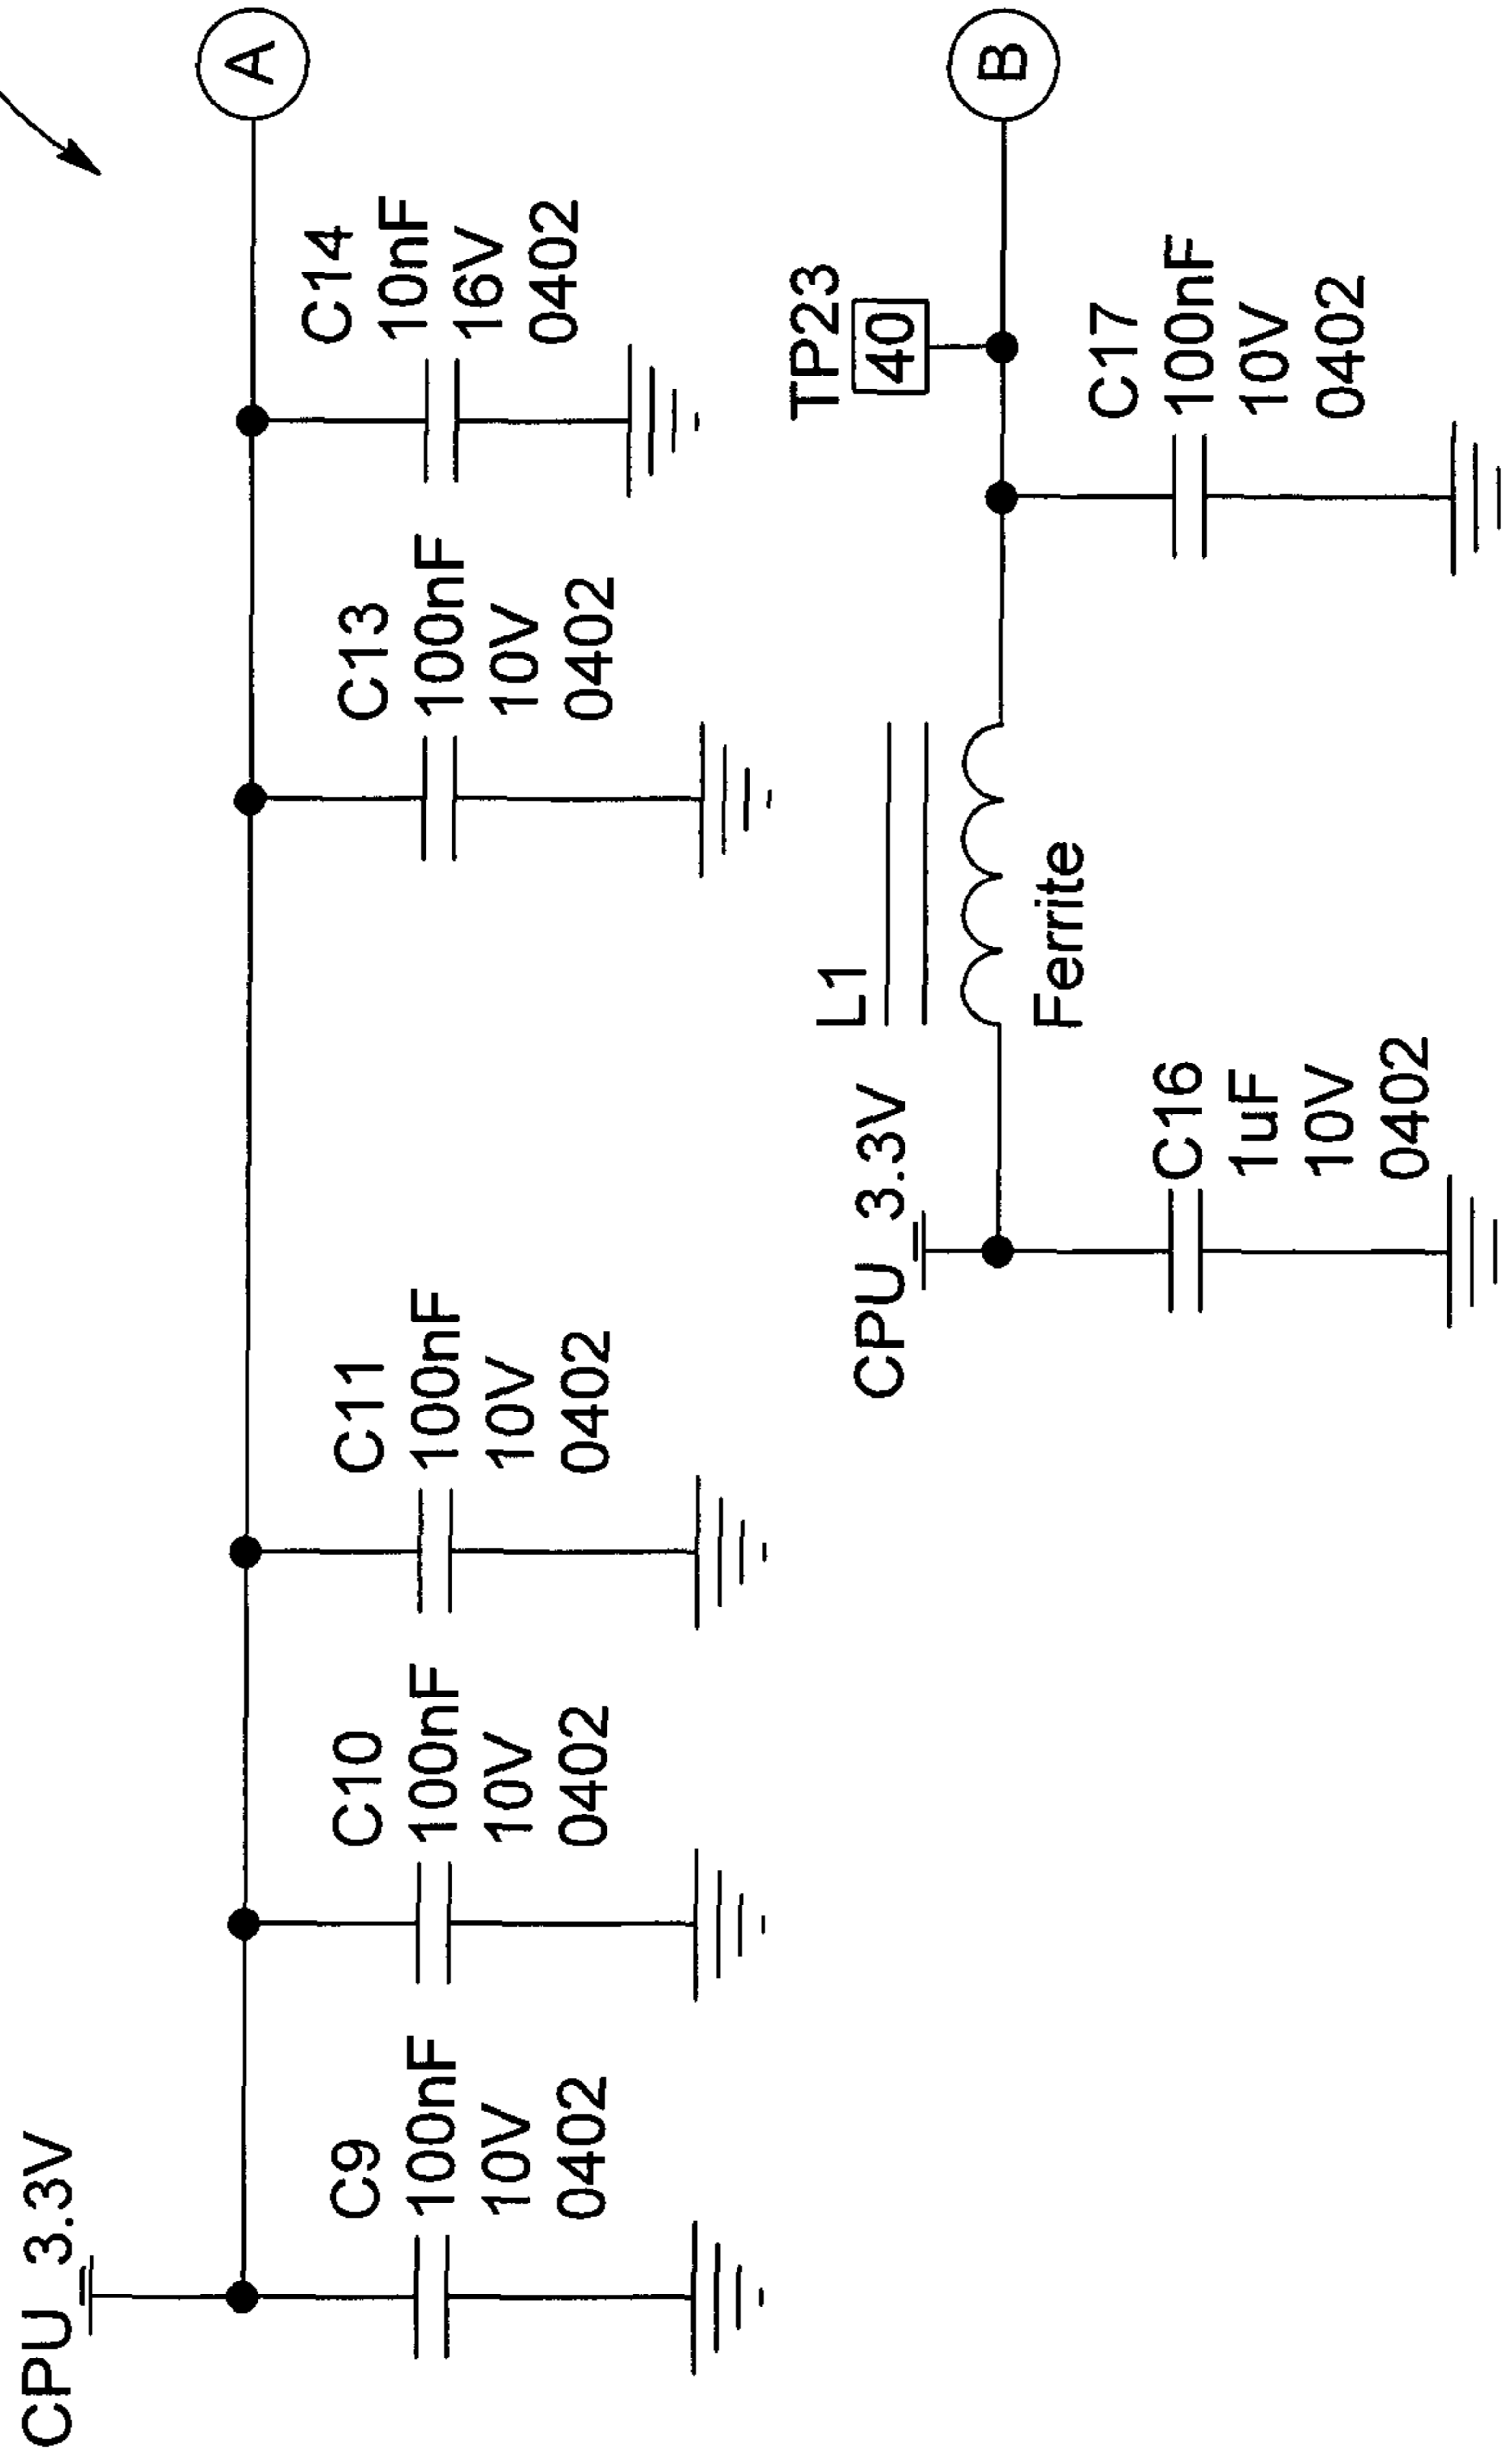 CPU_3.3V
C9
100nF
10V
0402
C10
100nF
10V
0402
C11
100nF
10V
0402
C13
100nF
10V
0402
C14
10nF
16V
0402
A
CPU_3.3V
C16
1uF
10V
0402
L1
Ferrite
TP23
40
C17
100nF
10V
0402
B